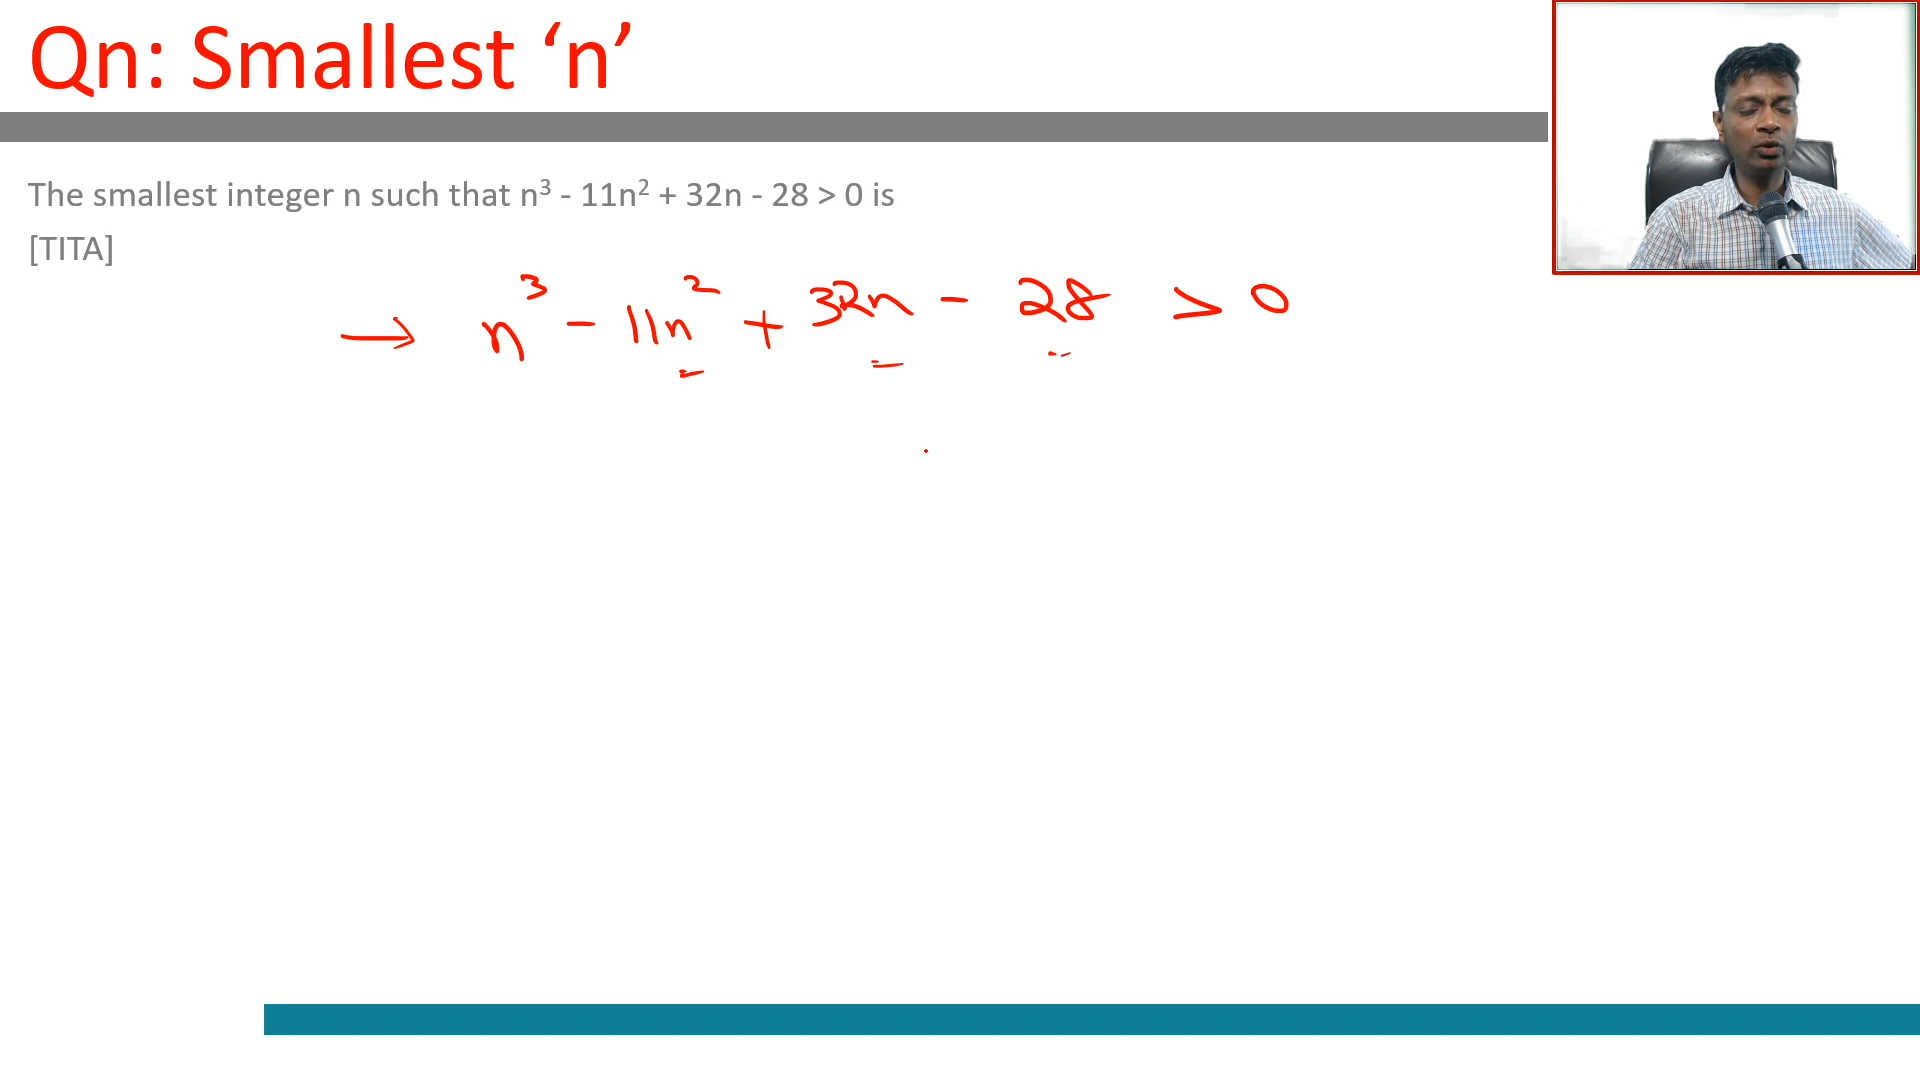 Qn: Smallest ‘n’
The smallest integer n such that n³ - 11n² + 32n - 28 > 0 is
[TITA]
→ n³ - 11n² + 32n - 28 > 0